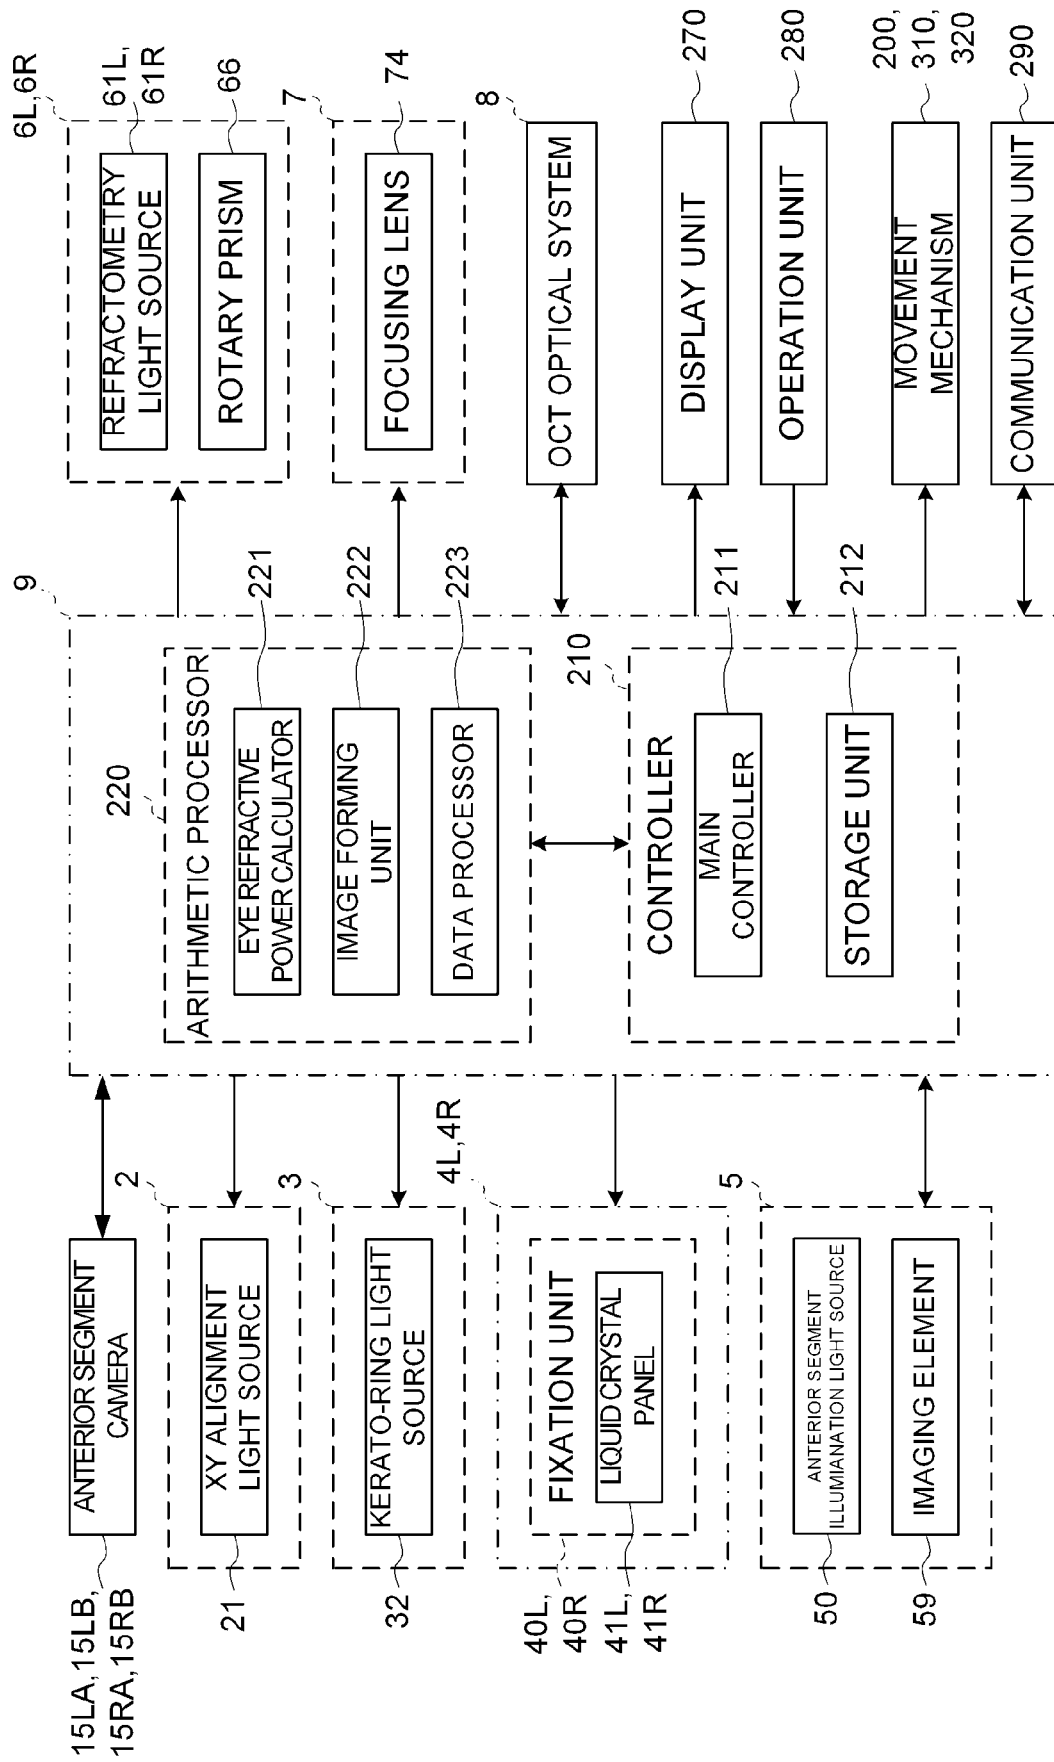 15LA,15LB,
15RA,15RB
ANTERIOR SEGMENT
CAMERA
2
21
XY ALIGNMENT
LIGHT SOURCE
3
32
KERATO-RING LIGHT
SOURCE
4L,4R
40L,
40R
FIXATION UNIT
41L,
41R
LIQUID CRYSTAL
PANEL
5
50
ANTERIOR SEGMENT
ILLUMIANATION LIGHT SOURCE
59
IMAGING ELEMENT
9
220
ARITHMETIC PROCESSOR
221
EYE REFRACTIVE
POWER CALCULATOR
222
IMAGE FORMNG
UNIT
223
DATA PROCESSOR
210
CONTROLLER
211
MAIN
CONTROLLER
212
STORAGE UNIT
6L,6R
61L,
61R
REFRACTOMETRY
LIGHT SOURCE
66
ROTARY PRISM
7
74
FOCUSING LENS
8
OCT OPTICAL SYSTEM
270
DISPLAY UNIT
280
OPERATION UNIT
200,
310,
320
MOVEMENT
MECHANISM
290
COMMUNICATION UNIT